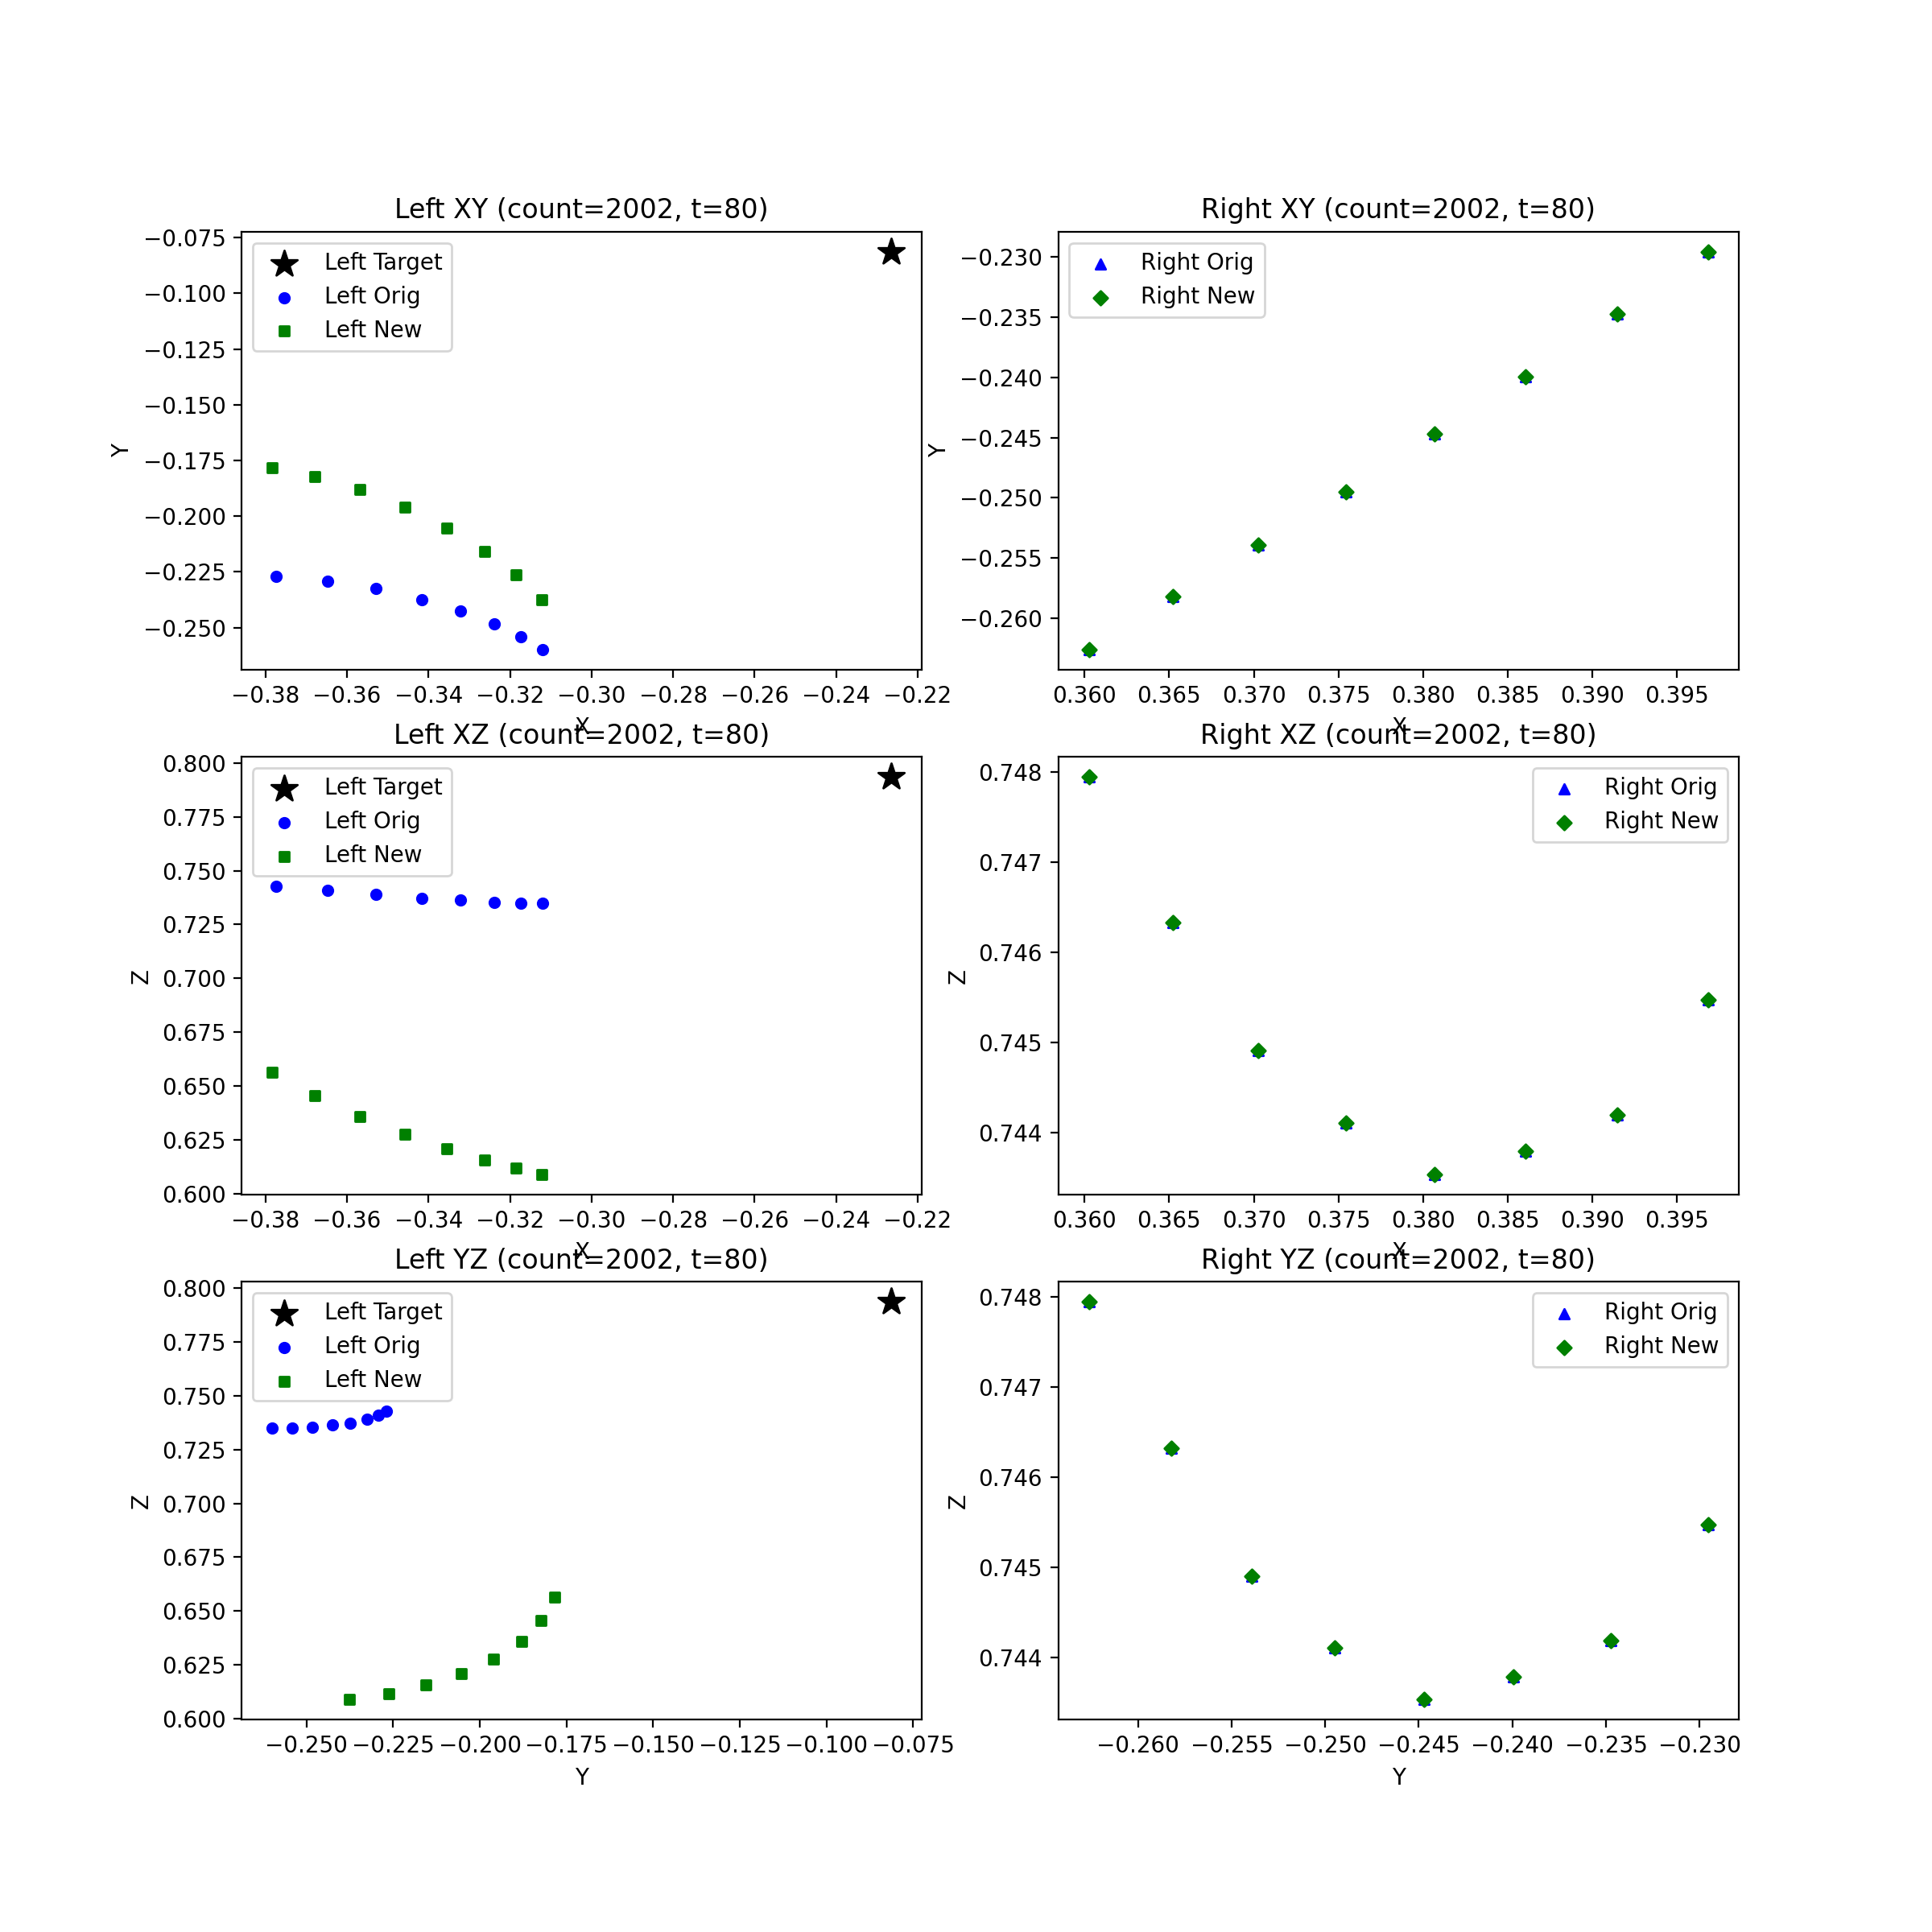 Left XY (count=2002, t=80)
Left Target
Left Orig
Left New
−0.075
−0.100
−0.125
−0.150
−0.175
−0.200
−0.225
−0.250
Y
−0.38 −0.36 −0.34 −0.32 −0.30 −0.28 −0.26 −0.24 −0.22
X
Right XY (count=2002, t=80)
Right Orig
Right New
−0.230
−0.235
−0.240
−0.245
−0.250
−0.255
−0.260
Y
0.360 0.365 0.370 0.375 0.380 0.385 0.390 0.395
X
Left XZ (count=2002, t=80)
Left Target
Left Orig
Left New
0.800
0.775
0.750
0.725
0.700
0.675
0.650
0.625
0.600
Z
−0.38 −0.36 −0.34 −0.32 −0.30 −0.28 −0.26 −0.24 −0.22
X
Right XZ (count=2002, t=80)
Right Orig
Right New
0.748
0.747
0.746
0.745
0.744
Z
0.360 0.365 0.370 0.375 0.380 0.385 0.390 0.395
X
Left YZ (count=2002, t=80)
Left Target
Left Orig
Left New
0.800
0.775
0.750
0.725
0.700
0.675
0.650
0.625
0.600
Z
−0.250 −0.225 −0.200 −0.175 −0.150 −0.125 −0.100 −0.075
Y
Right YZ (count=2002, t=80)
Right Orig
Right New
0.748
0.747
0.746
0.745
0.744
Z
−0.260 −0.255 −0.250 −0.245 −0.240 −0.235 −0.230
Y